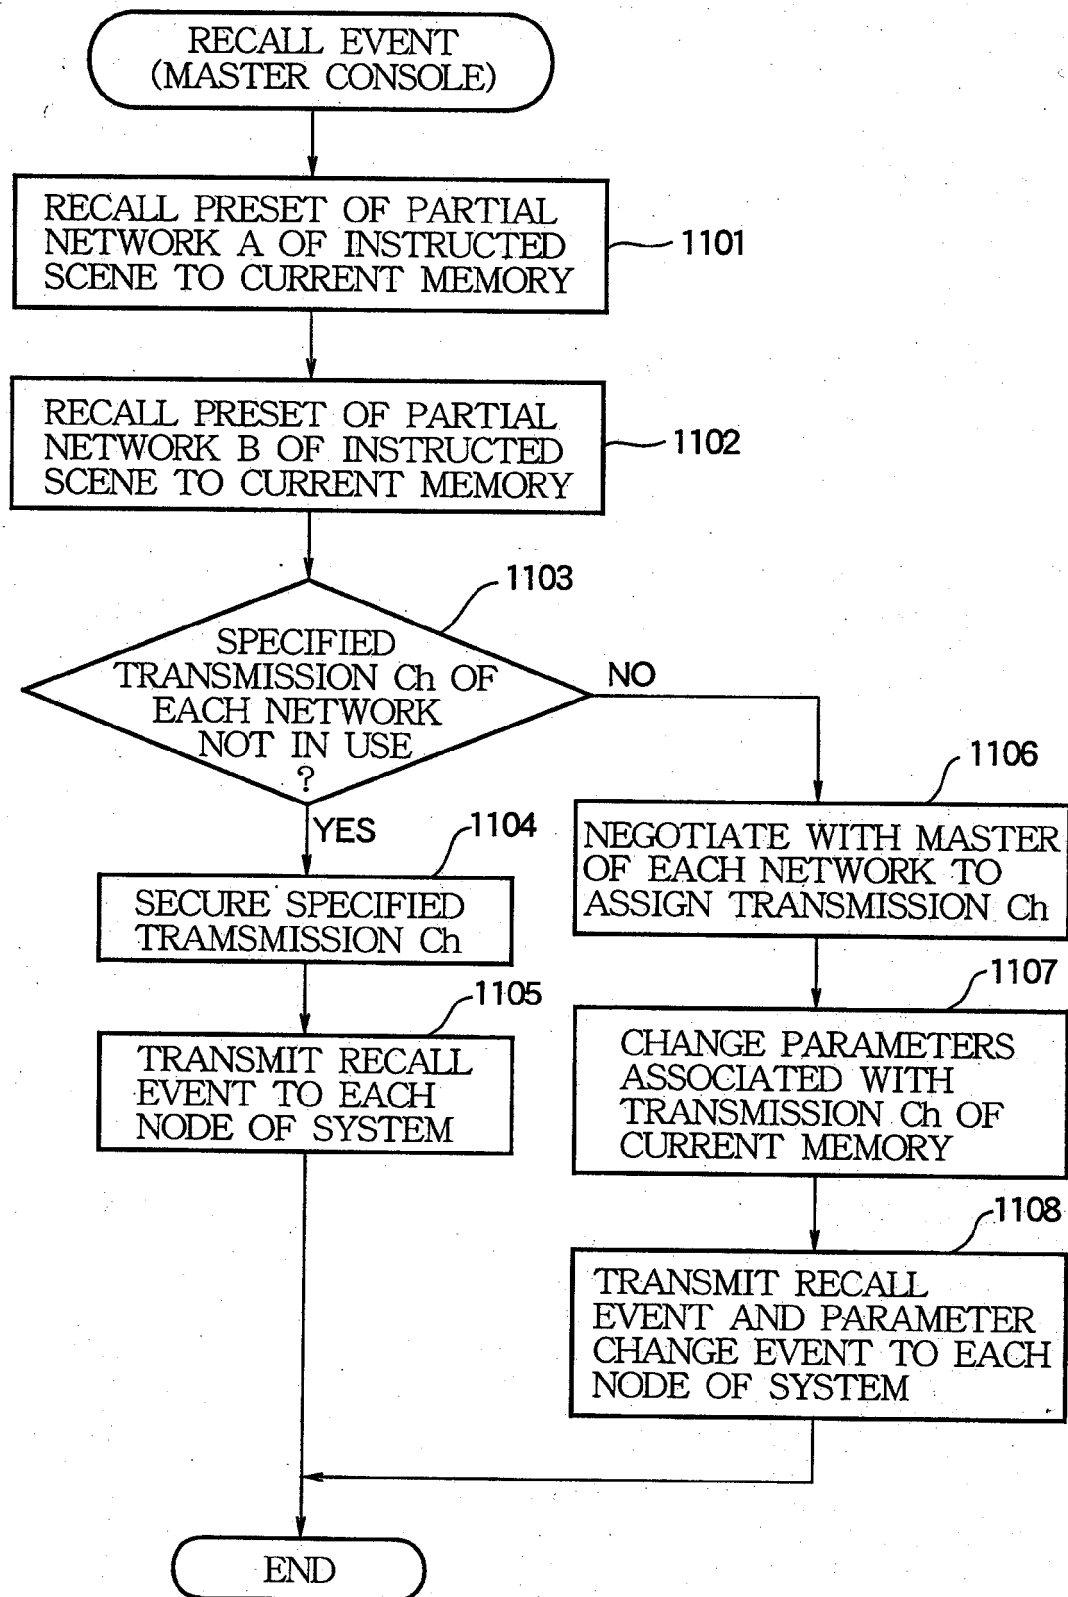 RECALL EVENT
(MASTER CONSOLE)
RECALL PRESET OF PARTIAL
NETWORK A OF INSTRUCTED
SCENE TO CURRENT MEMORY
1101
RECALL PRESET OF PARTIAL
NETWORK B OF INSTRUCTED
SCENE TO CURRENT MEMORY
1102
1103
SPECIFIED
TRANSMISSION Ch OF
EACH NETWORK
NOT IN USE
?
NO
YES
1104
SECURE SPECIFIED
TRAMSMISSION Ch
1105
TRANSMIT RECALL
EVENT TO EACH
NODE OF SYSTEM
1106
NEGOTIATE WITH MASTER
OF EACH NETWORK TO
ASSIGN TRANSMISSION Ch
1107
CHANGE PARAMETERS
ASSOCIATED WITH
TRANSMISSION Ch OF
CURRENT MEMORY
1108
TRANSMIT RECALL
EVENT AND PARAMETER
CHANGE EVENT TO EACH
NODE OF SYSTEM
END